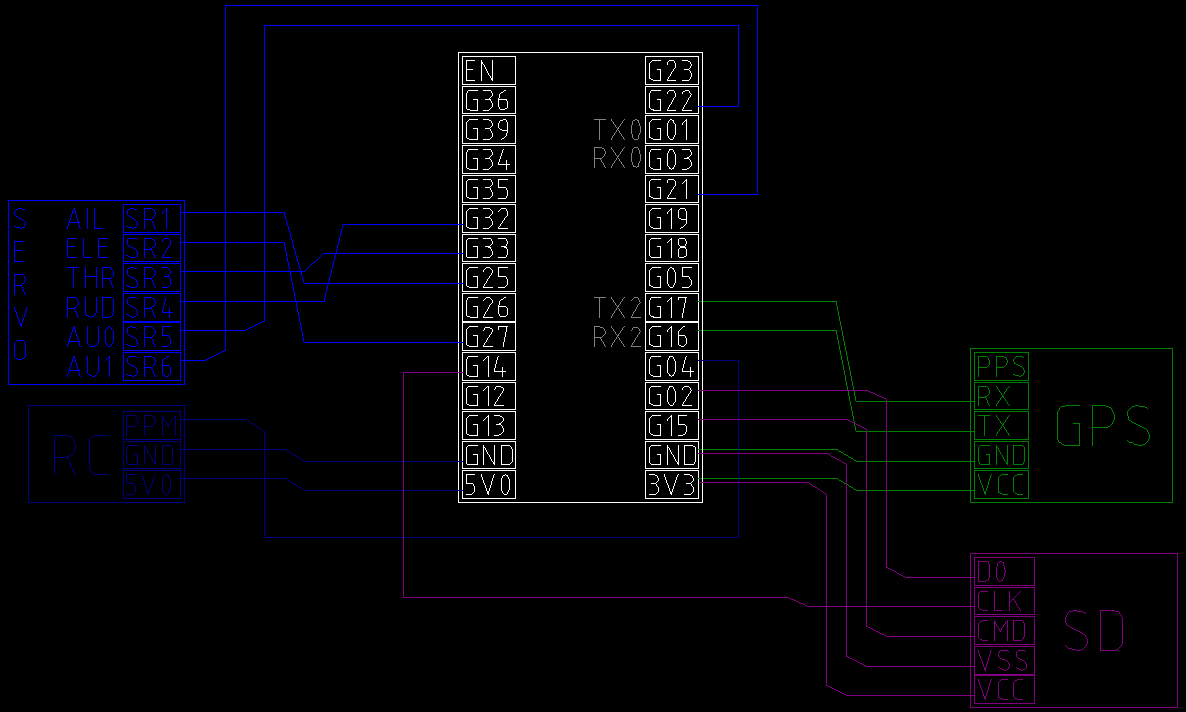 EN G23
G36 G22
G39 TX0 G01
G34 RX0 G03
G35 G21
G32 G19
G33 G18
G25 G05
G26 TX2 G17
G27 RX2 G16
G14 G04
G12 G02
G13 G15
GND GND
5V0 3V3
SERVO
AIL SR1
ELE SR2
THR SR3
RUD SR4
AU0 SR5
AU1 SR6
RC
PPM
GND
5V0
GPS
PPS
RX
TX
GND
VCC
SD
D0
CLK
CMD
VSS
VCC